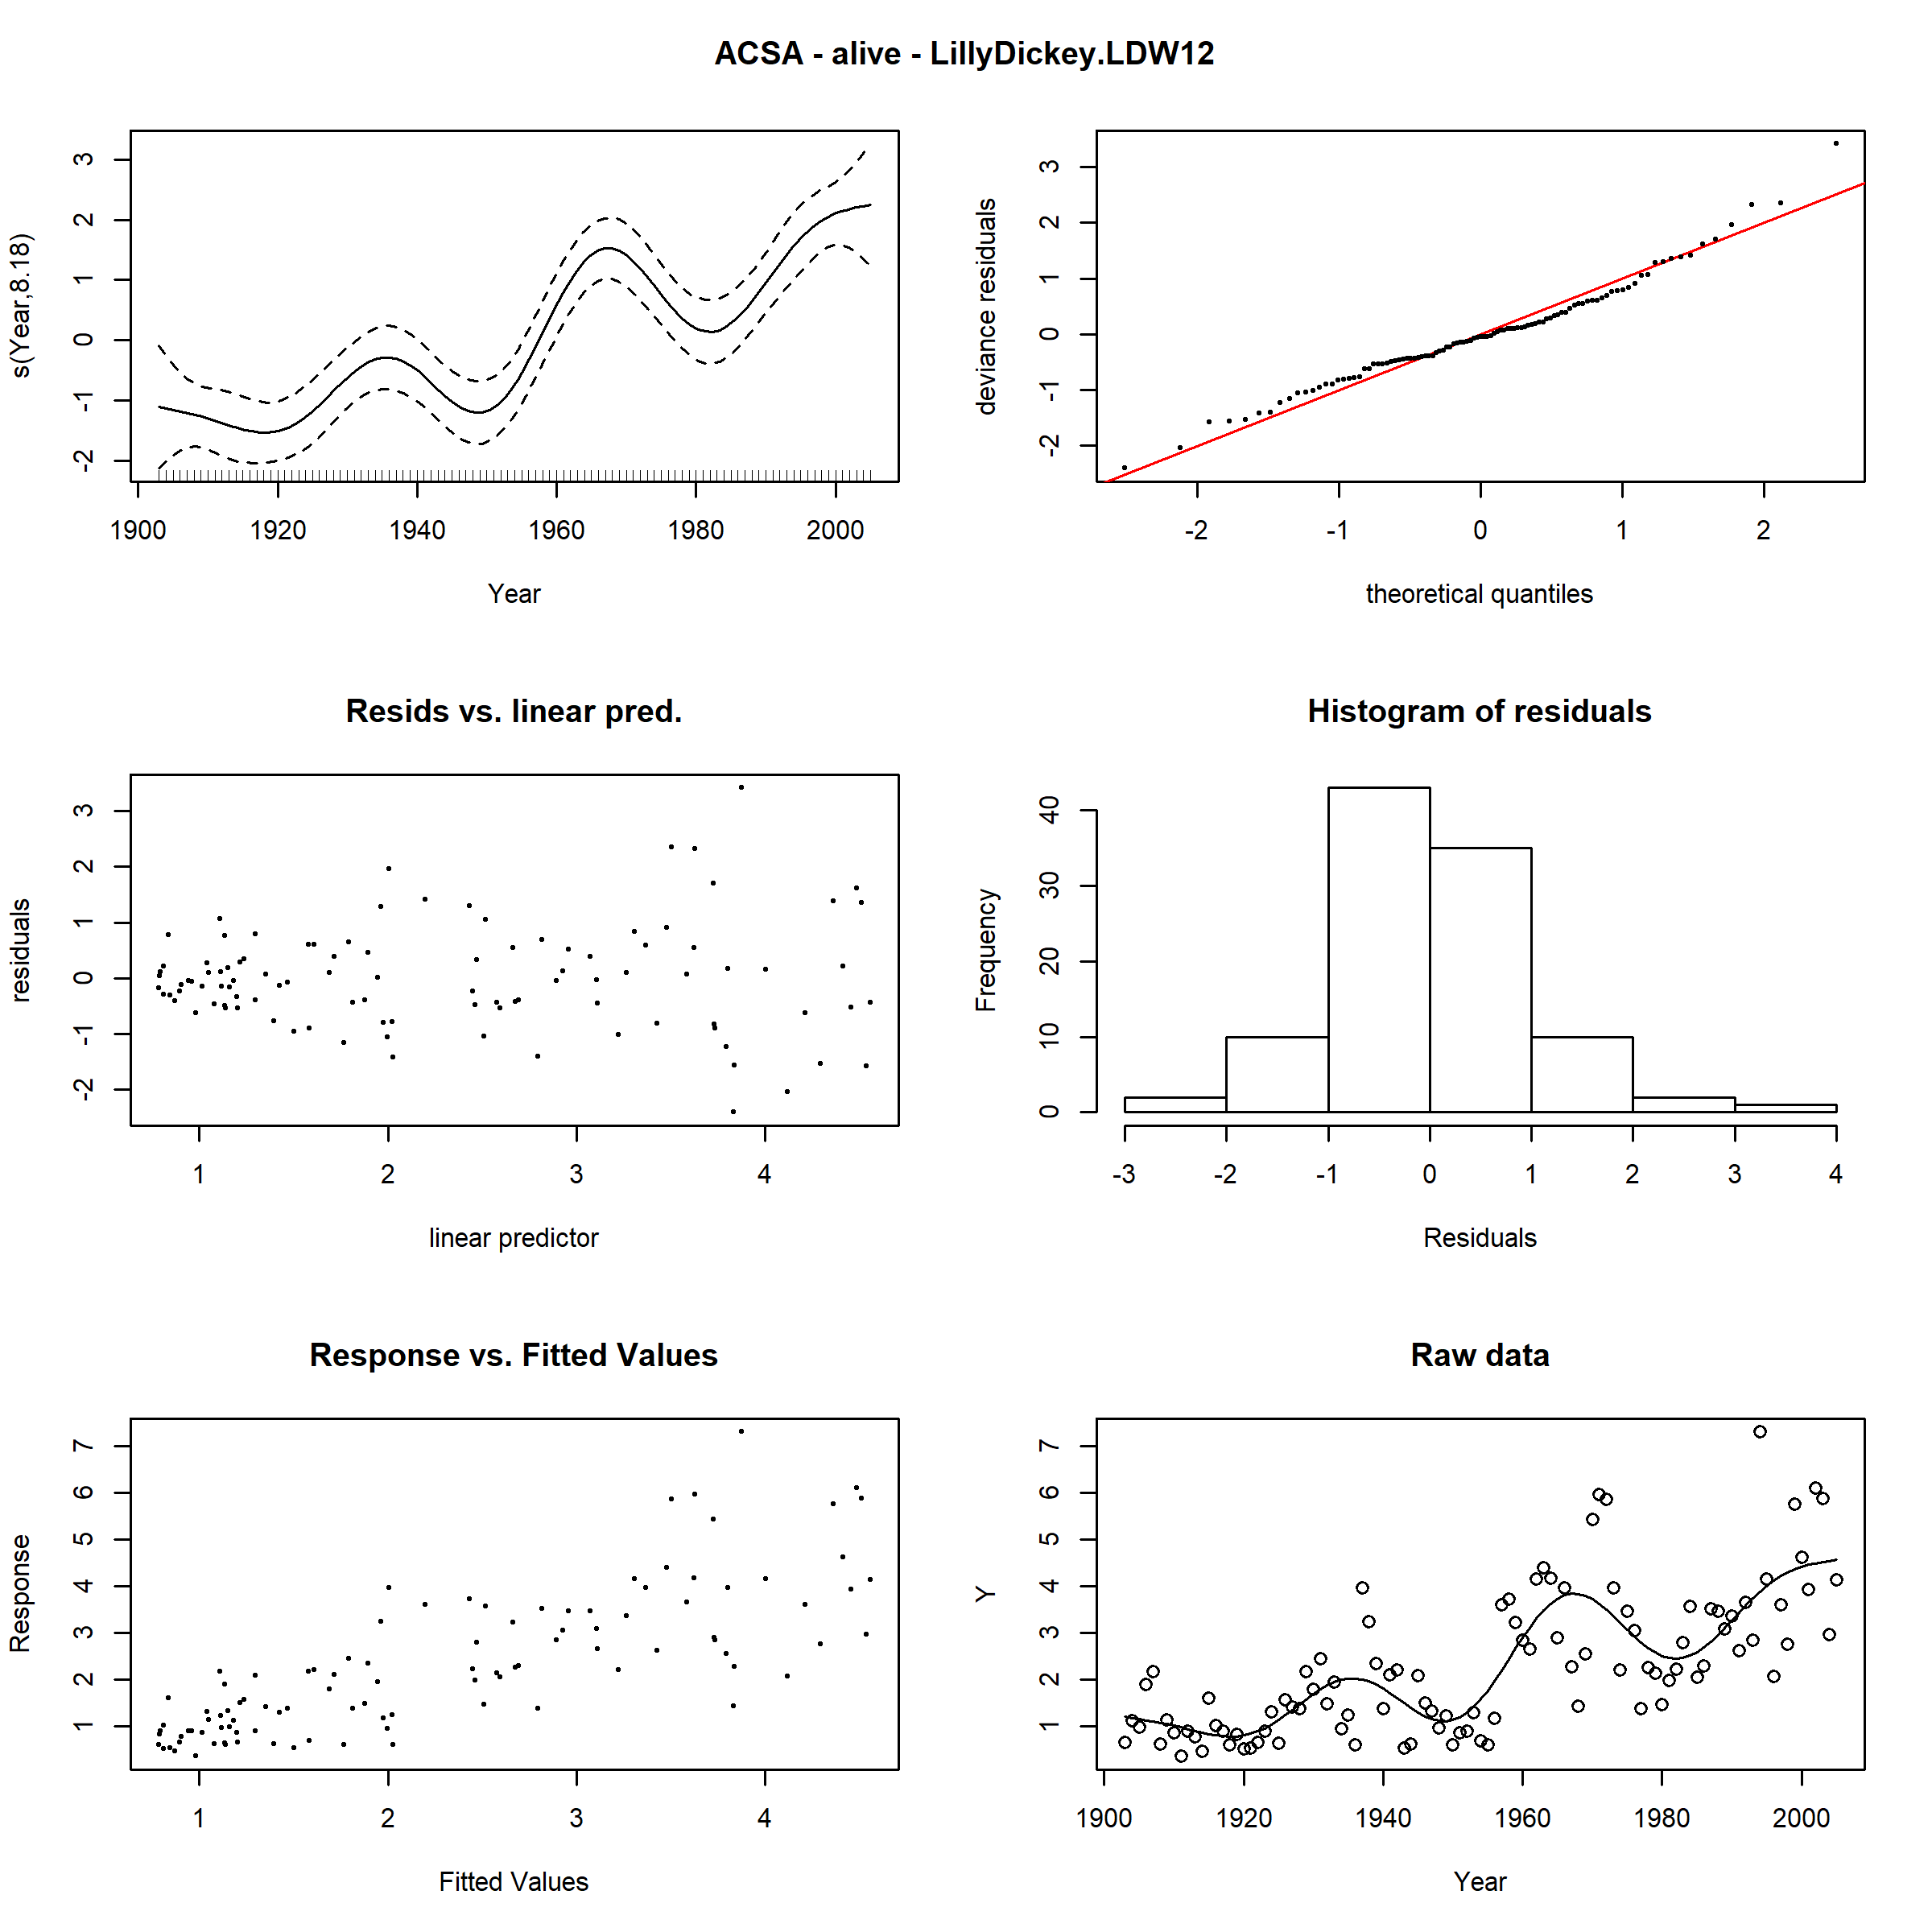 ACSA - alive - LillyDickey.LDW12
s(Year,8.18)
3
2
1
0
-1
-2
1900 1920 1940 1960 1980 2000
Year
deviance residuals
3
2
1
0
-1
-2
-2 -1 0 1 2
theoretical quantiles
Resids vs. linear pred.
residuals
3
2
1
0
-1
-2
1 2 3 4
linear predictor
Histogram of residuals
Frequency
40
30
20
10
0
-3 -2 -1 0 1 2 3 4
Residuals
Response vs. Fitted Values
Response
7
6
5
4
3
2
1
1 2 3 4
Fitted Values
Raw data
Y
7
6
5
4
3
2
1
1900 1920 1940 1960 1980 2000
Year